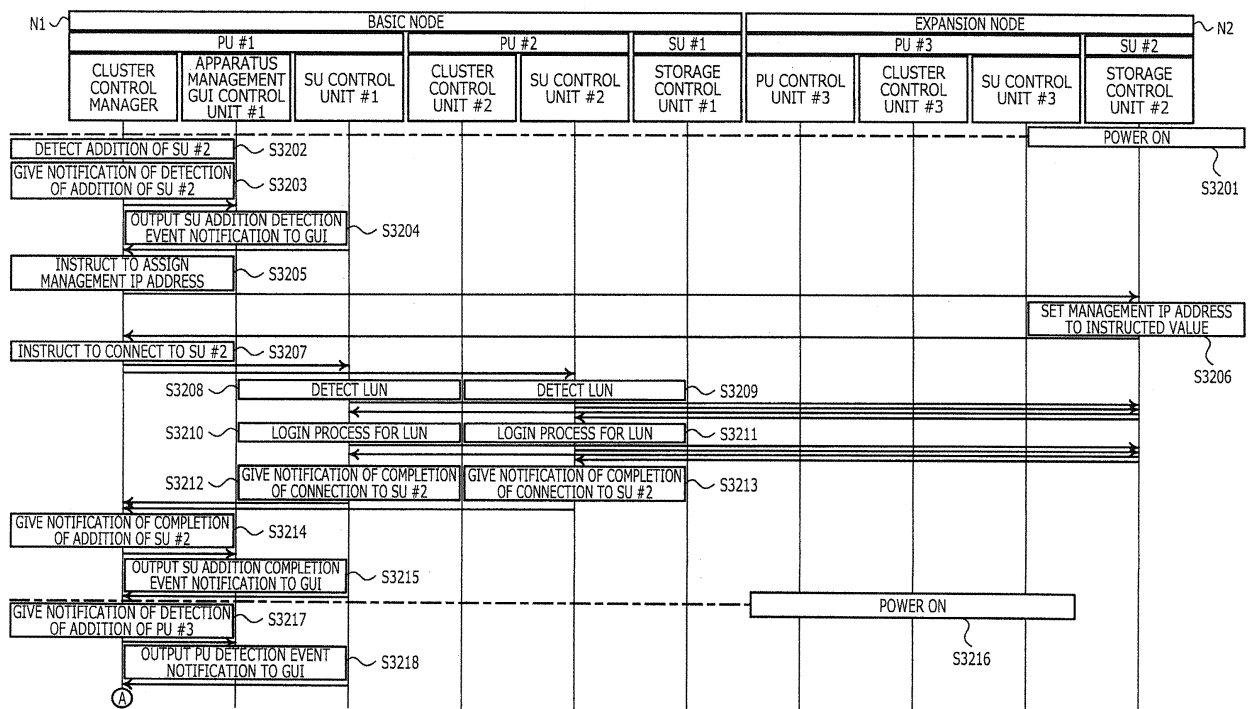 N1
BASIC NODE
EXPANSION NODE
N2
PU #1
PU #2
SU #1
PU #3
SU #2
CLUSTER
CONTROL
MANAGER
APPARATUS
MANAGEMENT
GUI CONTROL
UNIT #1
SU CONTROL
UNIT #1
CLUSTER
CONTROL
UNIT #2
SU CONTROL
UNIT #2
STORAGE
CONTROL
UNIT #1
PU CONTROL
UNIT #3
CLUSTER
CONTROL
UNIT #3
SU CONTROL
UNIT #3
STORAGE
CONTROL
UNIT #2
POWER ON
S3201
DETECT ADDITION OF SU #2
S3202
GIVE NOTIFICATION OF DETECTION
OF ADDITION OF SU #2
S3203
OUTPUT SU ADDITION DETECTION
EVENT NOTIFICATION TO GUI
S3204
INSTRUCT TO ASSIGN
MANAGEMENT IP ADDRESS
S3205
SET MANAGEMENT IP ADDRESS
TO INSTRUCTED VALUE
S3206
INSTRUCT TO CONNECT TO SU #2
S3207
S3208
DETECT LUN
DETECT LUN
S3209
S3210
LOGIN PROCESS FOR LUN
LOGIN PROCESS FOR LUN
S3211
S3212
GIVE NOTIFICATION OF COMPLETION
OF CONNECTION TO SU #2
GIVE NOTIFICATION OF COMPLETION
OF CONNECTION TO SU #2
S3213
GIVE NOTIFICATION OF COMPLETION
OF ADDITION OF SU #2
S3214
OUTPUT SU ADDITION COMPLETION
EVENT NOTIFICATION TO GUI
S3215
POWER ON
S3216
GIVE NOTIFICATION OF DETECTION
OF ADDITION OF PU #3
S3217
OUTPUT PU DETECTION EVENT
NOTIFICATION TO GUI
S3218
A